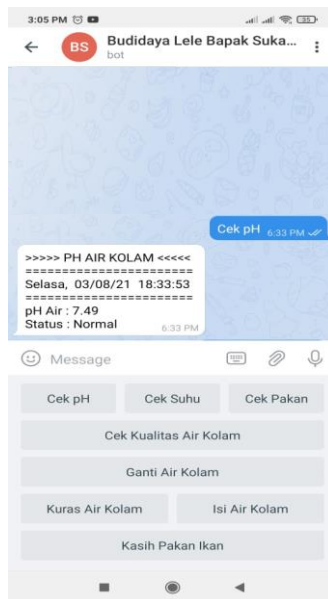 3:05 PM
35
BS
Budidaya Lele Bapak Suka...
bot
Cek pH
6:33 PM
>>>>> PH AIR KOLAM <<<<<
========================
Selasa, 03/08/21 18:33:53
========================
pH Air : 7.49
Status : Normal
6:33 PM
Message
Cek pH
Cek Suhu
Cek Pakan
Cek Kualitas Air Kolam
Ganti Air Kolam
Kuras Air Kolam
Isi Air Kolam
Kasih Pakan Ikan